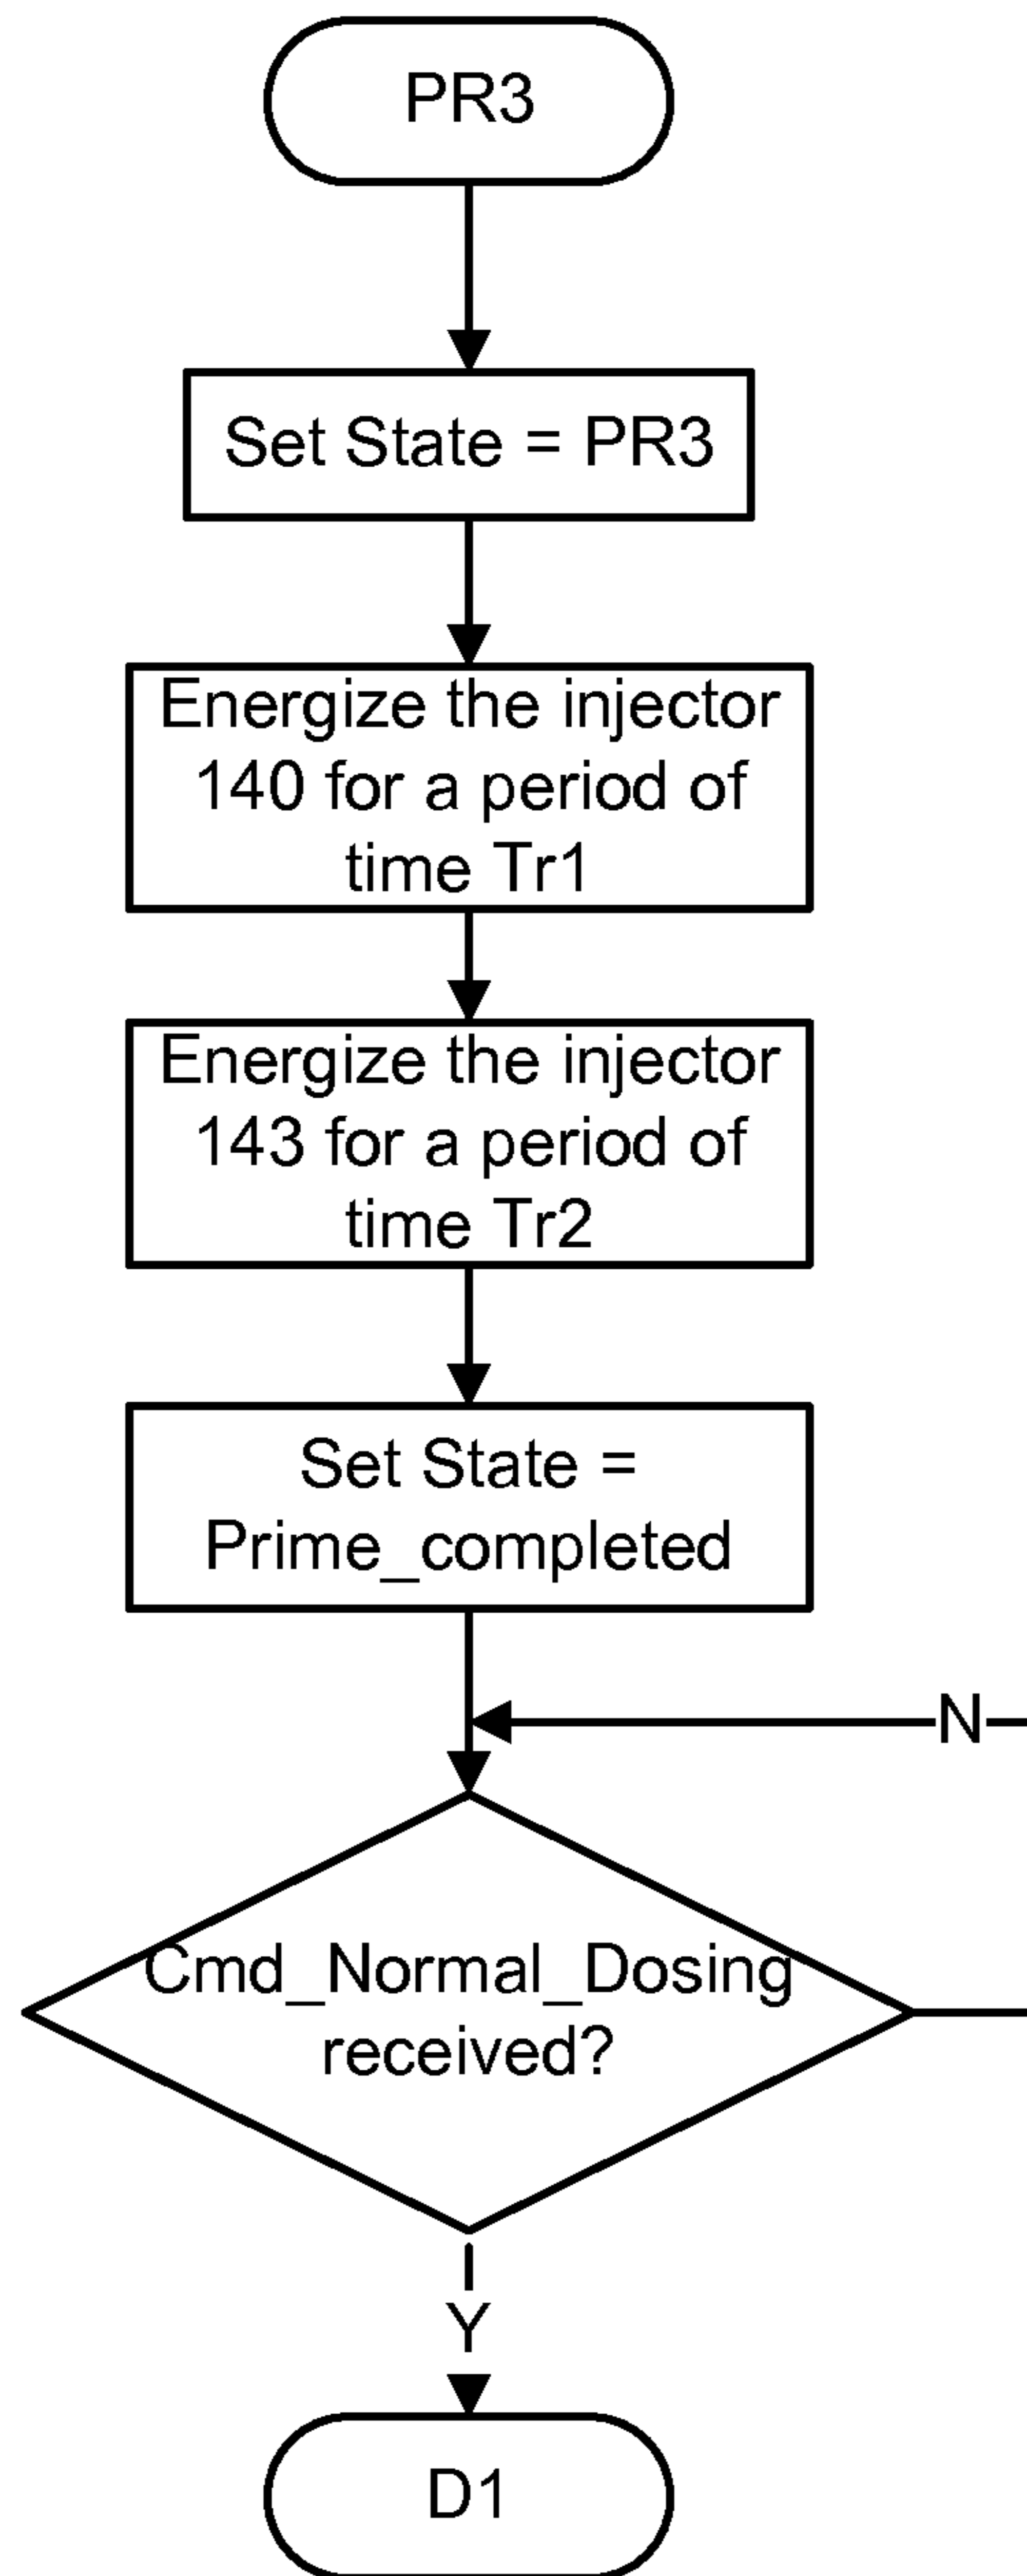 PR3
Set State = PR3
Energize the injector
140 for a period of
time Tr1
Energize the injector
143 for a period of
time Tr2
Set State =
Prime_completed
N
Cmd_Normal_Dosing
received?
Y
D1